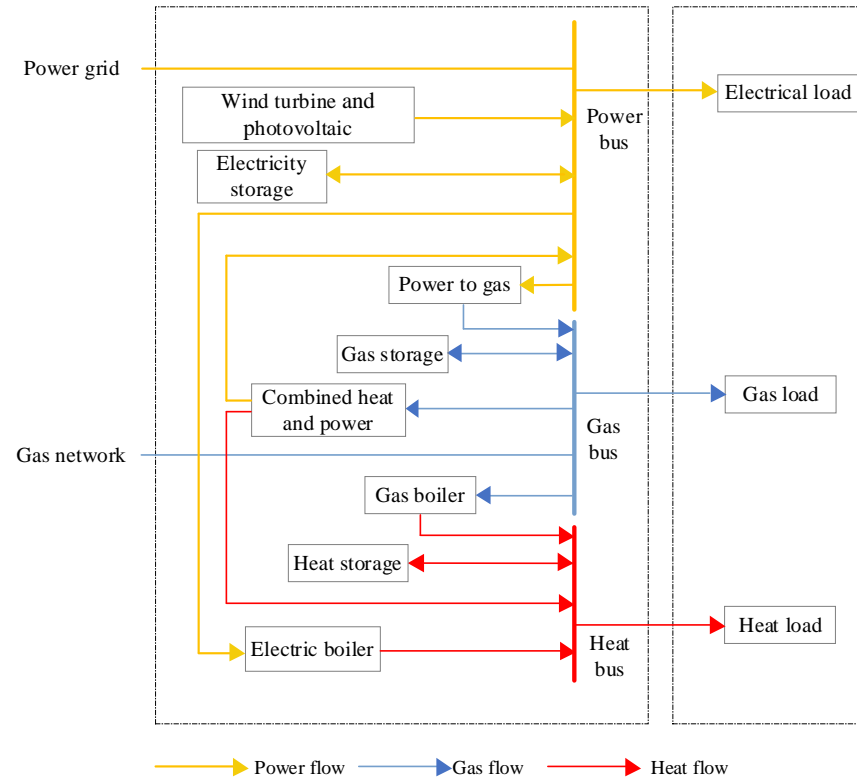 Power grid
Wind turbine and
photovoltaic
Electrical load
Power
bus
Electricity
storage
Power to gas
Gas storage
Combined heat
and power
Gas load
Gas
bus
Gas network
Gas boiler
Heat storage
Heat load
Electric boiler
Heat
bus
Power flow
Gas flow
Heat flow